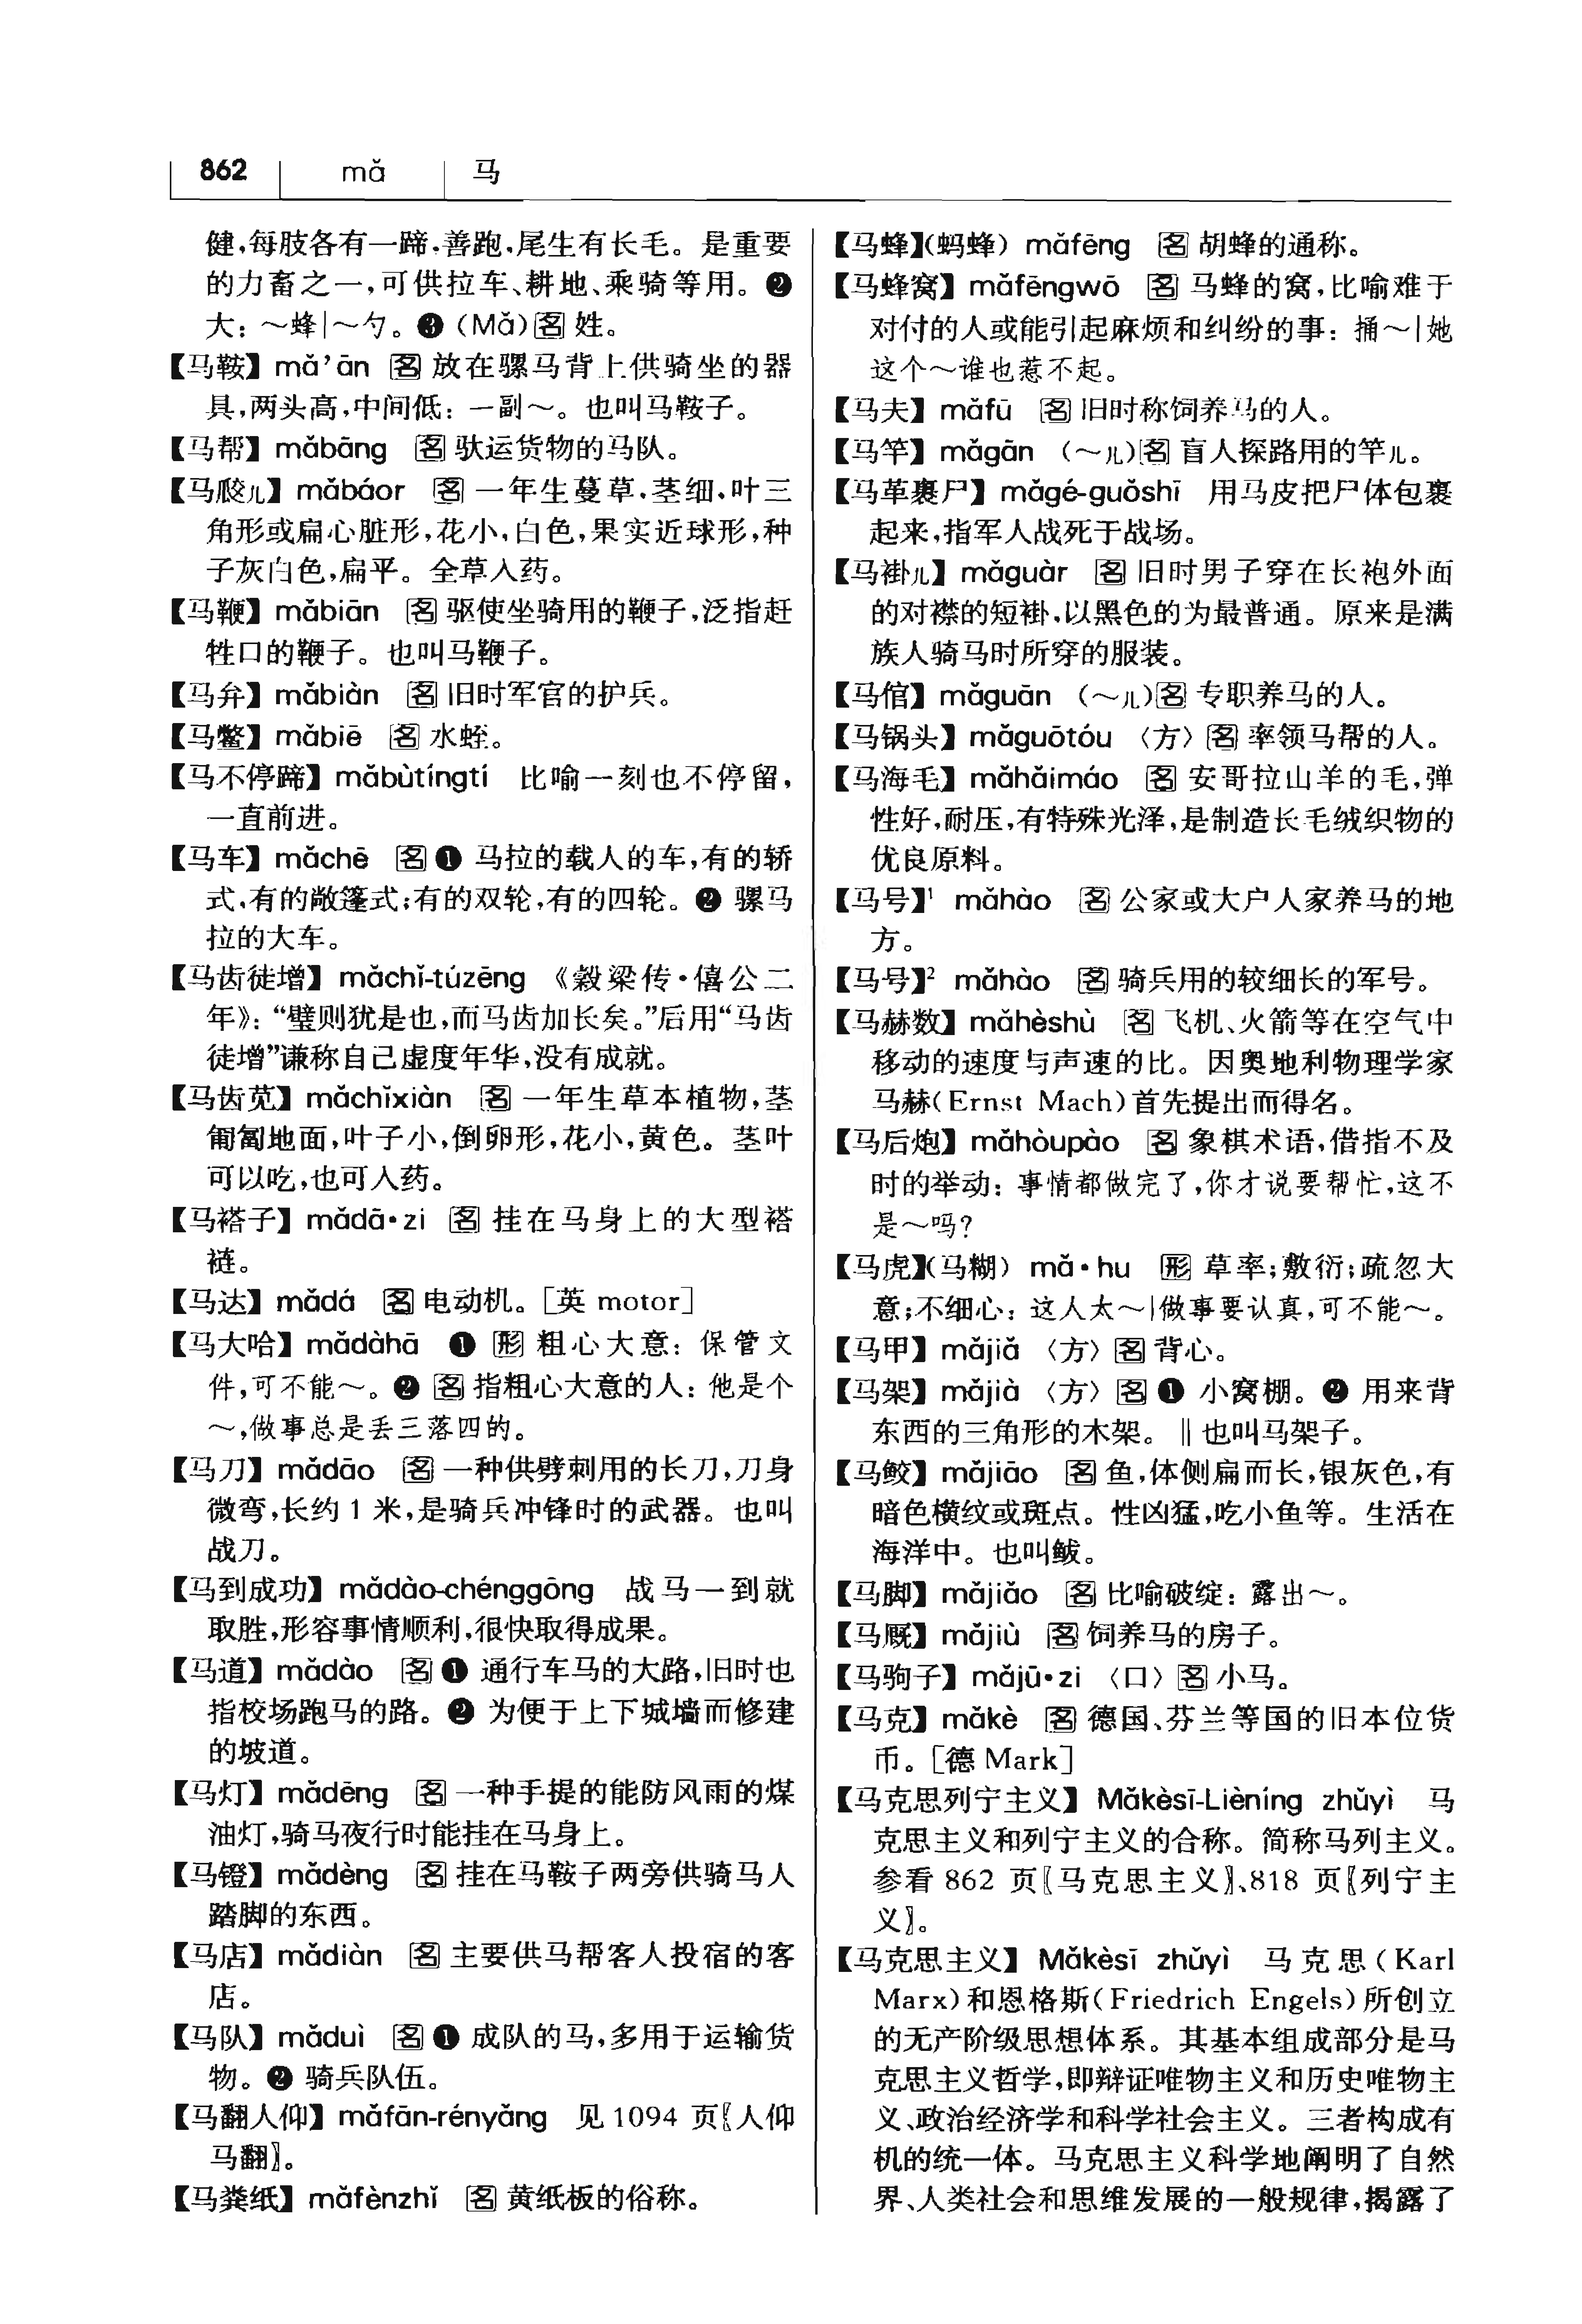 862 mǎ 马
健,每肢各有一蹄,善跑,尾生有长毛。是重要
的力畜之一,可供拉车、耕地、乘骑等用。❷
大：～蜂|～勺。❸（Mǎ）[名]姓。
【马鞍】mǎ’ān [名]放在骡马背上供骑坐的器
具,两头高,中间低：一副～。也叫马鞍子。
【马帮】mǎbāng [名]驮运货物的马队。
【马㼎儿】mǎbáor [名]一年生蔓草,茎细,叶三
角形或扁心脏形,花小,白色,果实近球形,种
子灰白色,扁平。全草入药。
【马鞭】mǎbiān [名]驱使坐骑用的鞭子,泛指赶
牲口的鞭子。也叫马鞭子。
【马弁】mǎbiàn [名]旧时军官的护兵。
【马鳖】mǎbiē [名]水蛭。
【马不停蹄】mǎbùtíngtí 比喻一刻也不停留,
一直前进。
【马车】mǎchē [名]❶ 马拉的载人的车,有的轿
式,有的敞篷式；有的双轮,有的四轮。❷ 骡马
拉的大车。
【马齿徒增】mǎchǐ-túzēng 《穀梁传·僖公二
年》：“璧则犹是也,而马齿加长矣。”后用“马齿
徒增”谦称自己虚度年华,没有成就。
【马齿苋】mǎchǐxiàn [名]一年生草本植物,茎
匍匐地面,叶子小,倒卵形,花小,黄色。茎叶
可以吃,也可入药。
【马褡子】mǎdā·zi [名]挂在马身上的大型褡
裢。
【马达】mǎdá [名]电动机。[英 motor]
【马大哈】mǎdàhā ❶ [形]粗心大意：保管文
件,可不能～。❷ [名]指粗心大意的人：他是个
～,做事总是丢三落四的。
【马刀】mǎdāo [名]一种供劈刺用的长刀,刀身
微弯,长约 1 米,是骑兵冲锋时的武器。也叫
战刀。
【马到成功】mǎdào-chénggōng 战马一到就
取胜,形容事情顺利,很快取得成果。
【马道】mǎdào [名]❶ 通行车马的大路,旧时也
指校场跑马的路。❷ 为便于上下城墙而修建
的坡道。
【马灯】mǎdēng [名]一种手提的能防风雨的煤
油灯,骑马夜行时能挂在马身上。
【马镫】mǎdèng [名]挂在马鞍子两旁供骑马人
踏脚的东西。
【马店】mǎdiàn [名]主要供马帮客人投宿的客
店。
【马队】mǎduì [名]❶ 成队的马,多用于运输货
物。❷ 骑兵队伍。
【马翻人仰】mǎfān-rényǎng 见 1094 页〖人仰
马翻〗。
【马粪纸】mǎfènzhǐ [名]黄纸板的俗称。
【马蜂】（蚂蜂）mǎfēng [名]胡蜂的通称。
【马蜂窝】mǎfēngwō [名]马蜂的窝,比喻难于
对付的人或能引起麻烦和纠纷的事：捅～|她
这个～谁也惹不起。
【马夫】mǎfū [名]旧时称饲养马的人。
【马竿】mǎgān （～儿）[名]盲人探路用的竿儿。
【马革裹尸】mǎgé-guǒshī 用马皮把尸体包裹
起来,指军人战死于战场。
【马褂儿】mǎguàr [名]旧时男子穿在长袍外面
的对襟的短褂,以黑色的为最普通。原来是满
族人骑马时所穿的服装。
【马倌】mǎguān （～儿）[名]专职养马的人。
【马锅头】mǎguōtóu 〈方〉[名]率领马帮的人。
【马海毛】mǎhǎimáo [名]安哥拉山羊的毛,弹
性好,耐压,有特殊光泽,是制造长毛绒织物的
优良原料。
【马号】¹ mǎhào [名]公家或大户人家养马的地
方。
【马号】² mǎhào [名]骑兵用的较细长的军号。
【马赫数】mǎhèshù [名]飞机、火箭等在空气中
移动的速度与声速的比。因奥地利物理学家
马赫（Ernst Mach）首先提出而得名。
【马后炮】mǎhòupào [名]象棋术语,借指不及
时的举动：事情都做完了,你才说要帮忙,这不
是～吗？
【马虎】（马糊）mǎ·hu [形]草率；敷衍；疏忽大
意；不细心：这人太～|做事要认真,可不能～。
【马甲】mǎjiǎ 〈方〉[名]背心。
【马架】mǎjià 〈方〉[名]❶ 小窝棚。❷ 用来背
东西的三角形的木架。‖也叫马架子。
【马鲛】mǎjiāo [名]鱼,体侧扁而长,银灰色,有
暗色横纹或斑点。性凶猛,吃小鱼等。生活在
海洋中。也叫鲅。
【马脚】mǎjiǎo [名]比喻破绽：露出～。
【马厩】mǎjiù [名]饲养马的房子。
【马驹子】mǎjū·zi 〈口〉[名]小马。
【马克】mǎkè [名]德国、芬兰等国的旧本位货
币。[德 Mark]
【马克思列宁主义】Mǎkèsī-Lièníng zhǔyì 马
克思主义和列宁主义的合称。简称马列主义。
参看 862 页〖马克思主义〗、818 页〖列宁主
义〗。
【马克思主义】Mǎkèsī zhǔyì 马克思（Karl
Marx）和恩格斯（Friedrich Engels）所创立
的无产阶级思想体系。其基本组成部分是马
克思主义哲学,即辩证唯物主义和历史唯物主
义、政治经济学和科学社会主义。三者构成有
机的统一体。马克思主义科学地阐明了自然
界、人类社会和思维发展的一般规律,揭露了